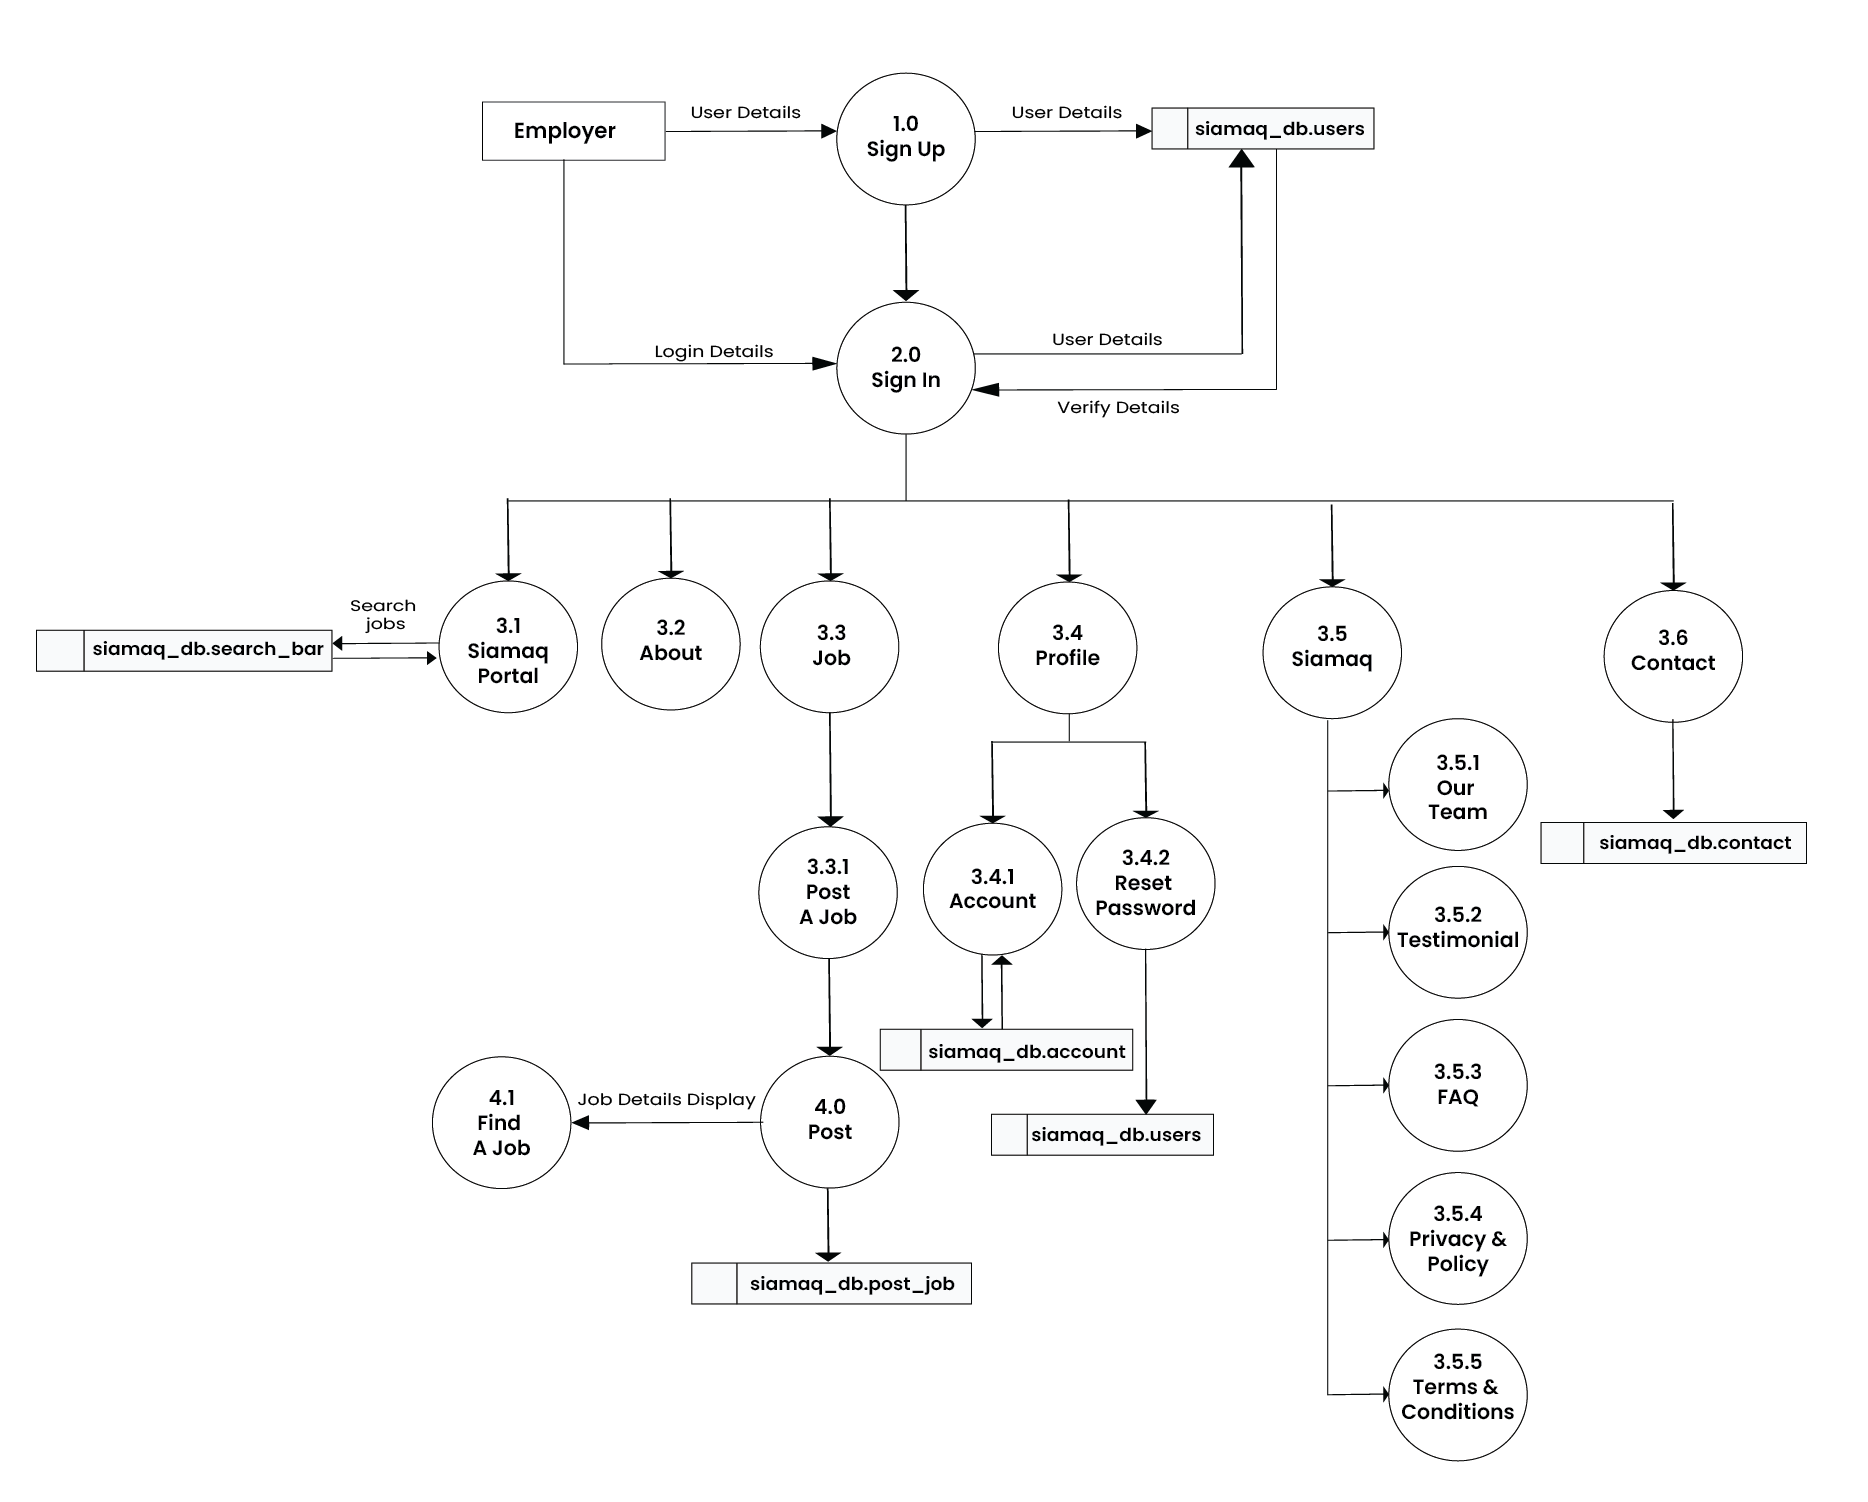 Employer
User Details
1.0
Sign Up
User Details
siamaq_db.users
Login Details
2.0
Sign In
User Details
Verify Details
siamaq_db.search_bar
Search
jobs
3.1
Siamaq
Portal
3.2
About
3.3
Job
3.4
Profile
3.5
Siamaq
3.6
Contact
3.3.1
Post
A Job
3.4.1
Account
3.4.2
Reset
Password
3.5.1
Our
Team
siamaq_db.contact
3.5.2
Testimonial
siamaq_db.account
3.5.3
FAQ
4.1
Find
A Job
Job Details Display
4.0
Post
siamaq_db.users
3.5.4
Privacy &
Policy
siamaq_db.post_job
3.5.5
Terms &
Conditions